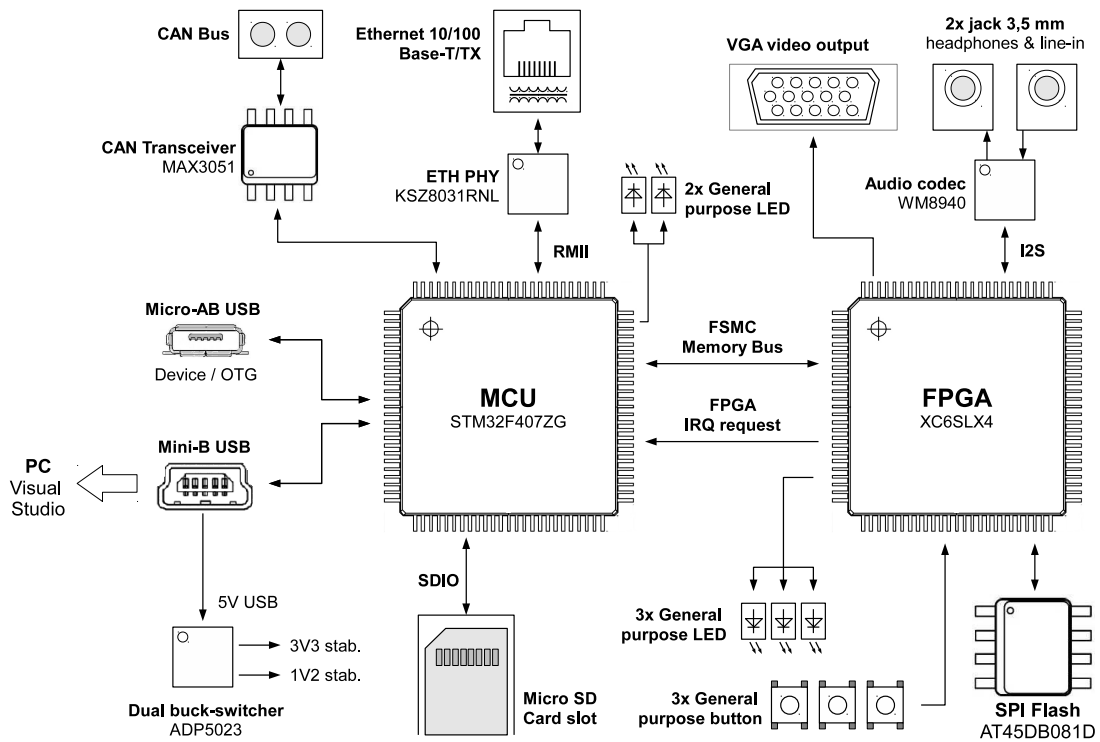 CAN Bus
Ethernet 10/100
Base-T/TX
VGA video output
2x jack 3,5 mm
headphones & line-in
CAN Transceiver
MAX3051
ETH PHY
KSZ8031RNL
2x General
purpose LED
Audio codec
WM8940
RMII
I2S
Micro-AB USB
Device / OTG
FSMC
Memory Bus
MCU
STM32F407ZG
FPGA
XC6SLX4
FPGA
IRQ request
Mini-B USB
PC
Visual
Studio
SDIO
5V USB
3V3 stab.
1V2 stab.
Dual buck-switcher
ADP5023
Micro SD
Card slot
3x General
purpose LED
3x General
purpose button
SPI Flash
AT45DB081D